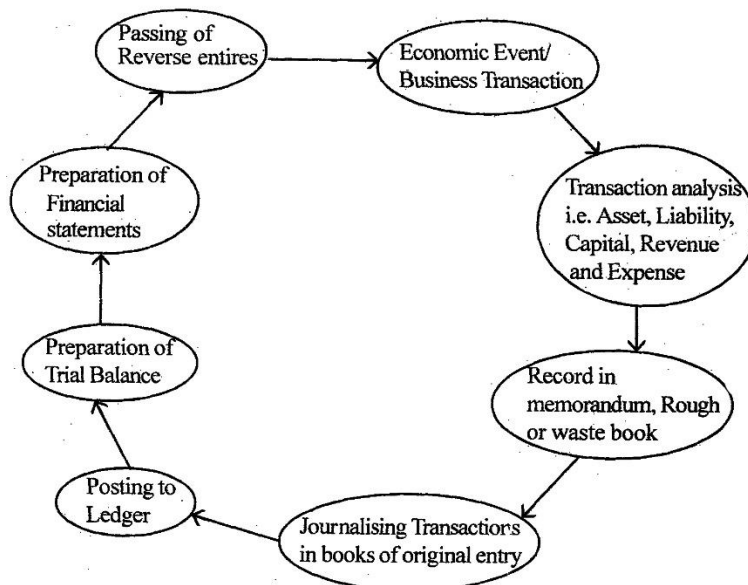 Passing of
Reverse entires
Economic Event/
Business Transaction
Transaction analysis
i.e. Asset, Liability,
Capital, Revenue
and Expense
Record in
memorandum, Rough
or waste book
Journalising Transactions
in books of original entry
Posting to
Ledger
Preparation of
Trial Balance
Preparation of
Financial
statements